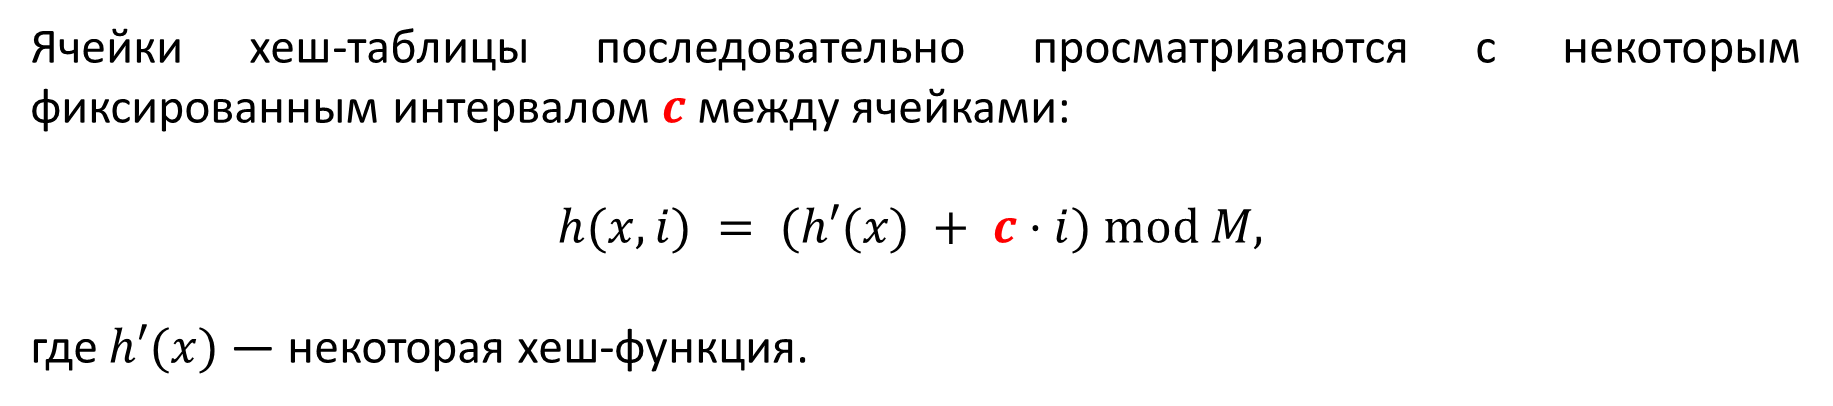 Ячейки хеш-таблицы последовательно просматриваются с некоторым
фиксированным интервалом c между ячейками:
h(x, i) = (h′(x) + c · i) mod M,
где h′(x) — некоторая хеш-функция.